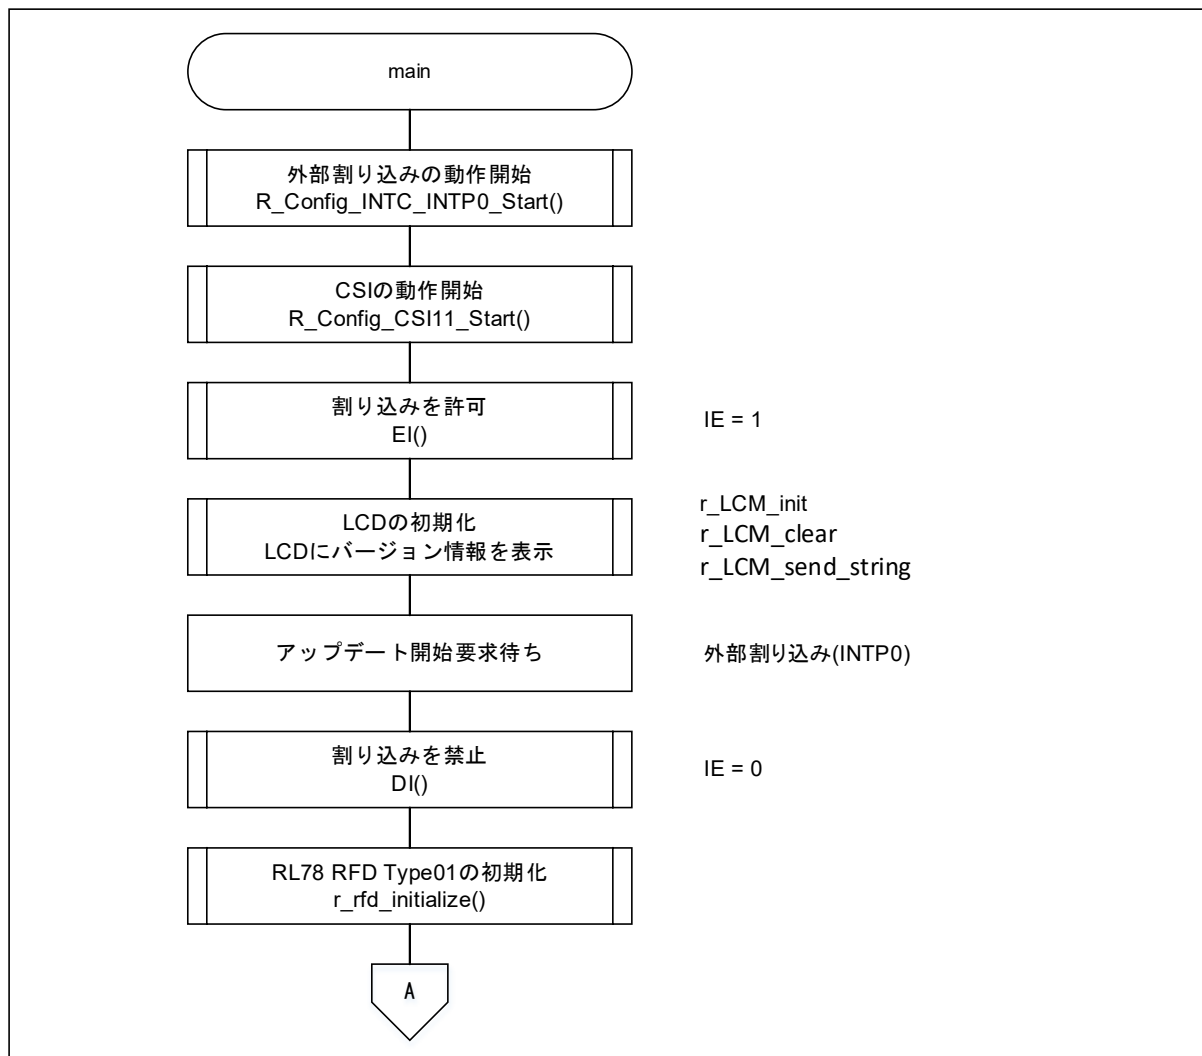 main
外部割り込みの動作開始
R_Config_INTC_INTP0_Start()
CSIの動作開始
R_Config_CSI11_Start()
割り込みを許可
EI()
IE = 1
LCDの初期化
LCDにバージョン情報を表示
r_LCM_init
r_LCM_clear
r_LCM_send_string
アップデート開始要求待ち
外部割り込み(INTP0)
割り込みを禁止
DI()
IE = 0
RL78 RFD Type01の初期化
r_rfd_initialize()
A